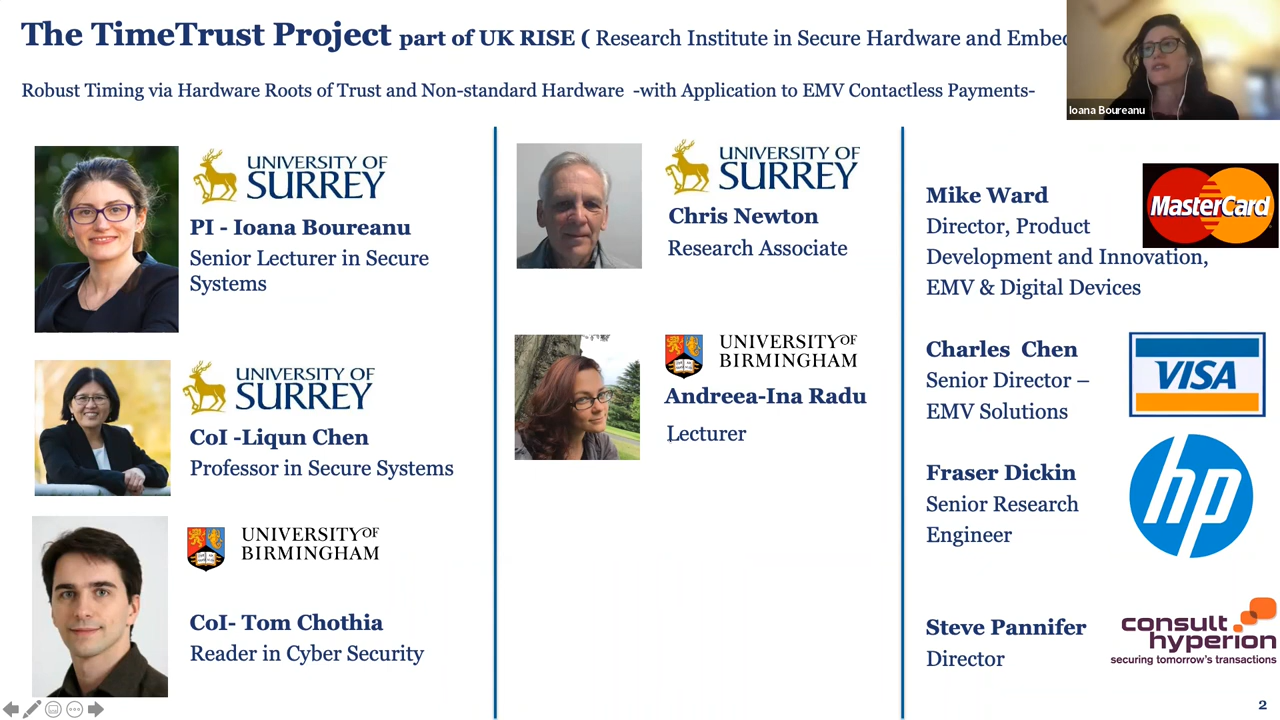 The TimeTrust Project part of UK RISE ( Research Institute in Secure Hardware and
Ioana Boureanu
Robust Timing via Hardware Roots of Trust and Non-standard Hardware -with Application to EMV Contactless Payments-
UNIVERSITY OF
SURREY
PI - Ioana Boureanu
Senior Lecturer in Secure
Systems
UNIVERSITY OF
SURREY
CoI -Liqun Chen
Professor in Secure Systems
UNIVERSITY OF
BIRMINGHAM
CoI- Tom Chothia
Reader in Cyber Security
UNIVERSITY OF
SURREY
Chris Newton
Research Associate
UNIVERSITY OF
BIRMINGHAM
Andreea-Ina Radu
Lecturer
Mike Ward
Director, Product
Development and Innovation,
EMV & Digital Devices
MasterCard
Charles Chen
Senior Director –
EMV Solutions
VISA
Fraser Dickin
Senior Research
Engineer
hp
Steve Pannifer
Director
consult
hyperion
securing tomorrow's transactions
2